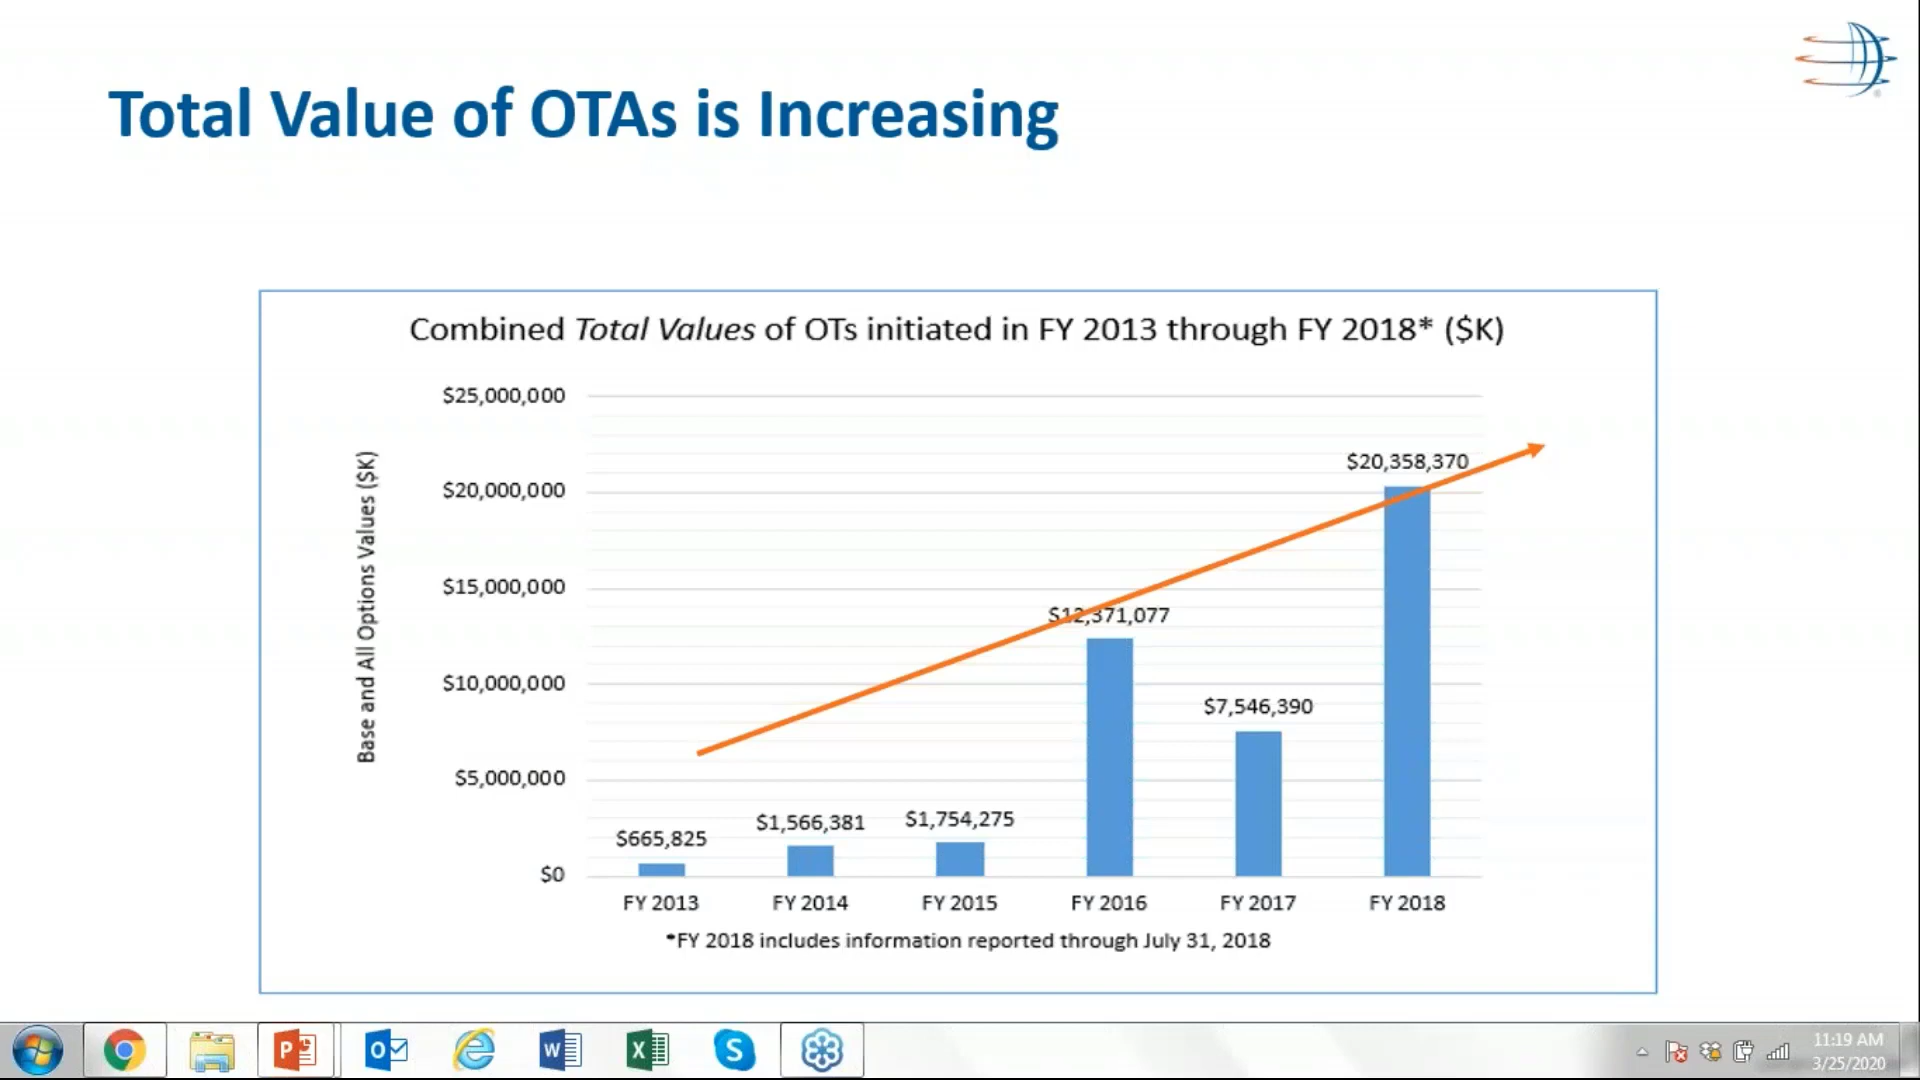 Total Value of OTAs is Increasing
Combined Total Values of OTs initiated in FY 2013 through FY 2018* ($K)
Base and All Options Values ($K)
$25,000,000
$20,000,000
$15,000,000
$10,000,000
$5,000,000
$0
$665,825
$1,566,381
$1,754,275
$12,371,077
$7,546,390
$20,358,370
FY 2013
FY 2014
FY 2015
FY 2016
FY 2017
FY 2018
*FY 2018 includes information reported through July 31, 2018
11:19 AM
3/25/2020